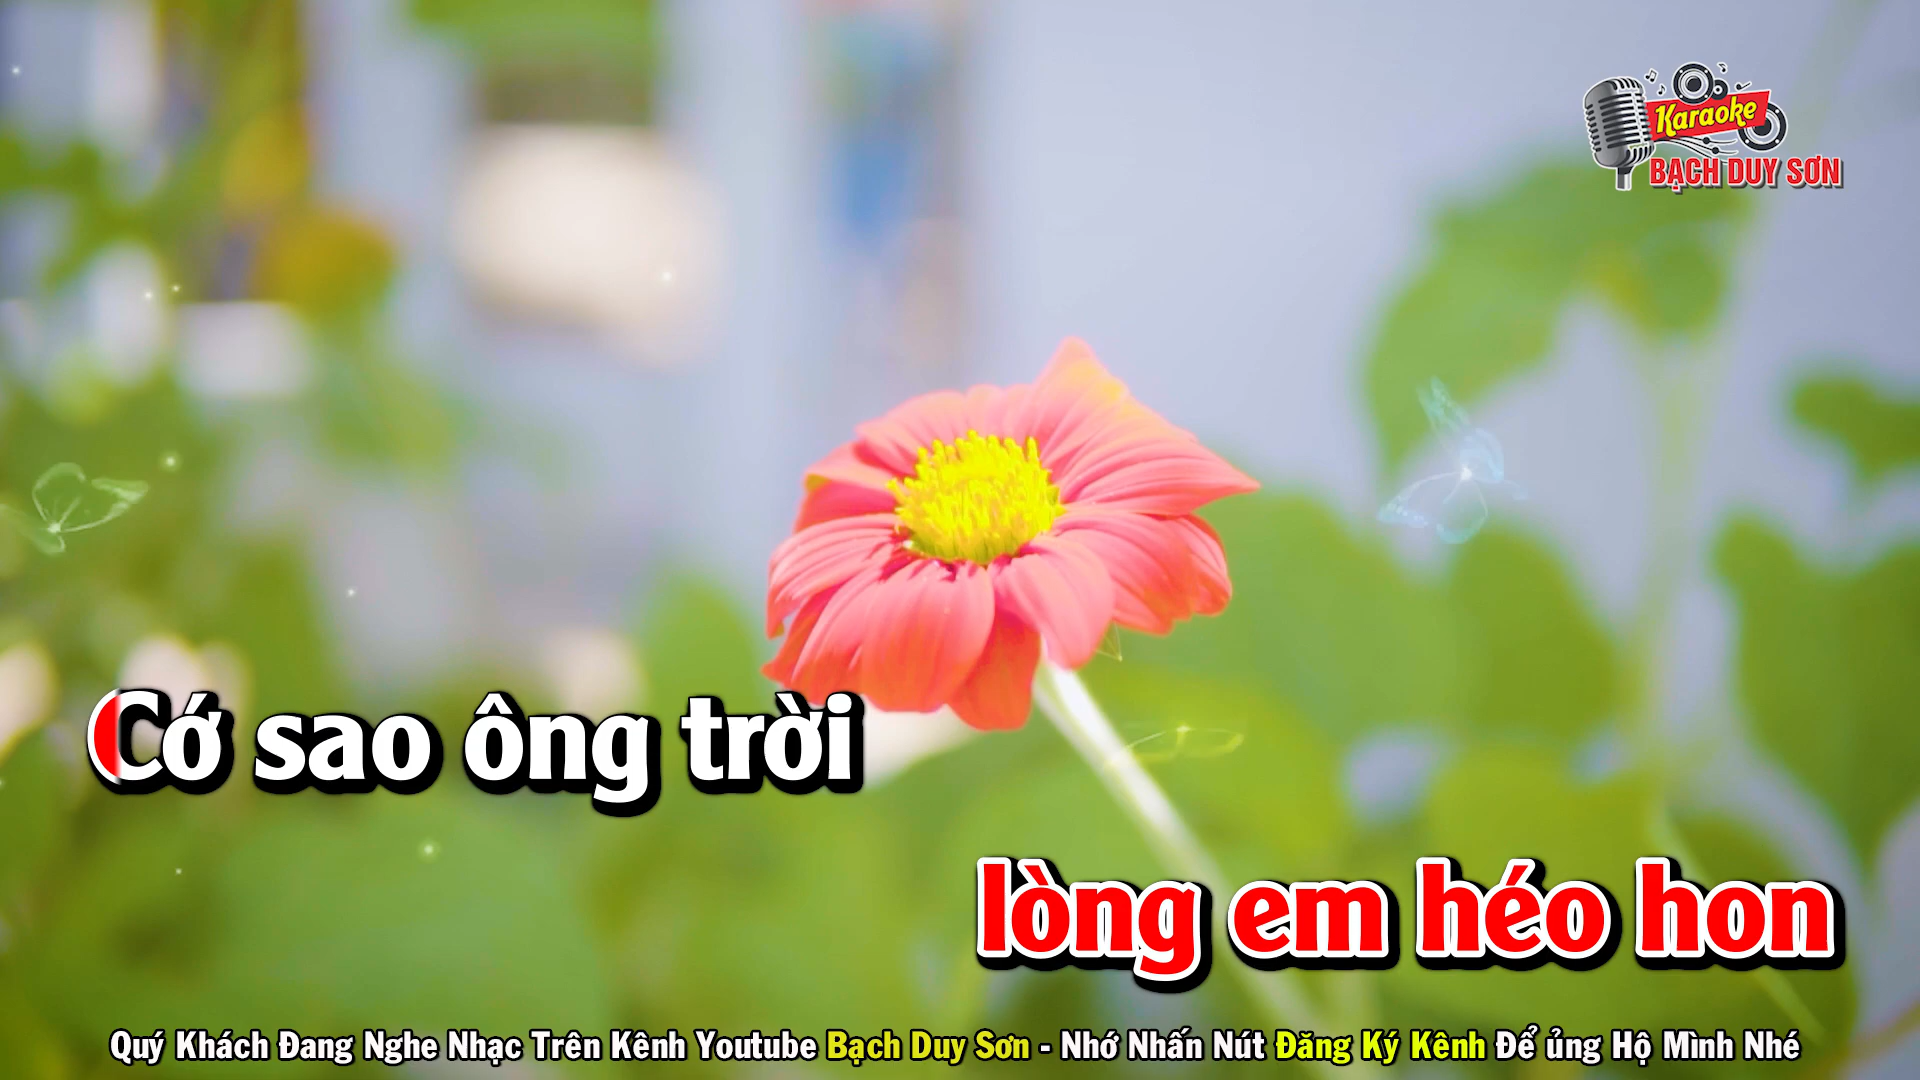 Karaoke
BẠCH DUY SƠN
Cớ sao ông trời
lòng em héo hon
Quý Khách Đang Nghe Nhạc Trên Kênh Youtube Bạch Duy Sơn - Nhớ Nhấn Nút Đăng Ký Kênh Để ủng Hộ Mình Nhé